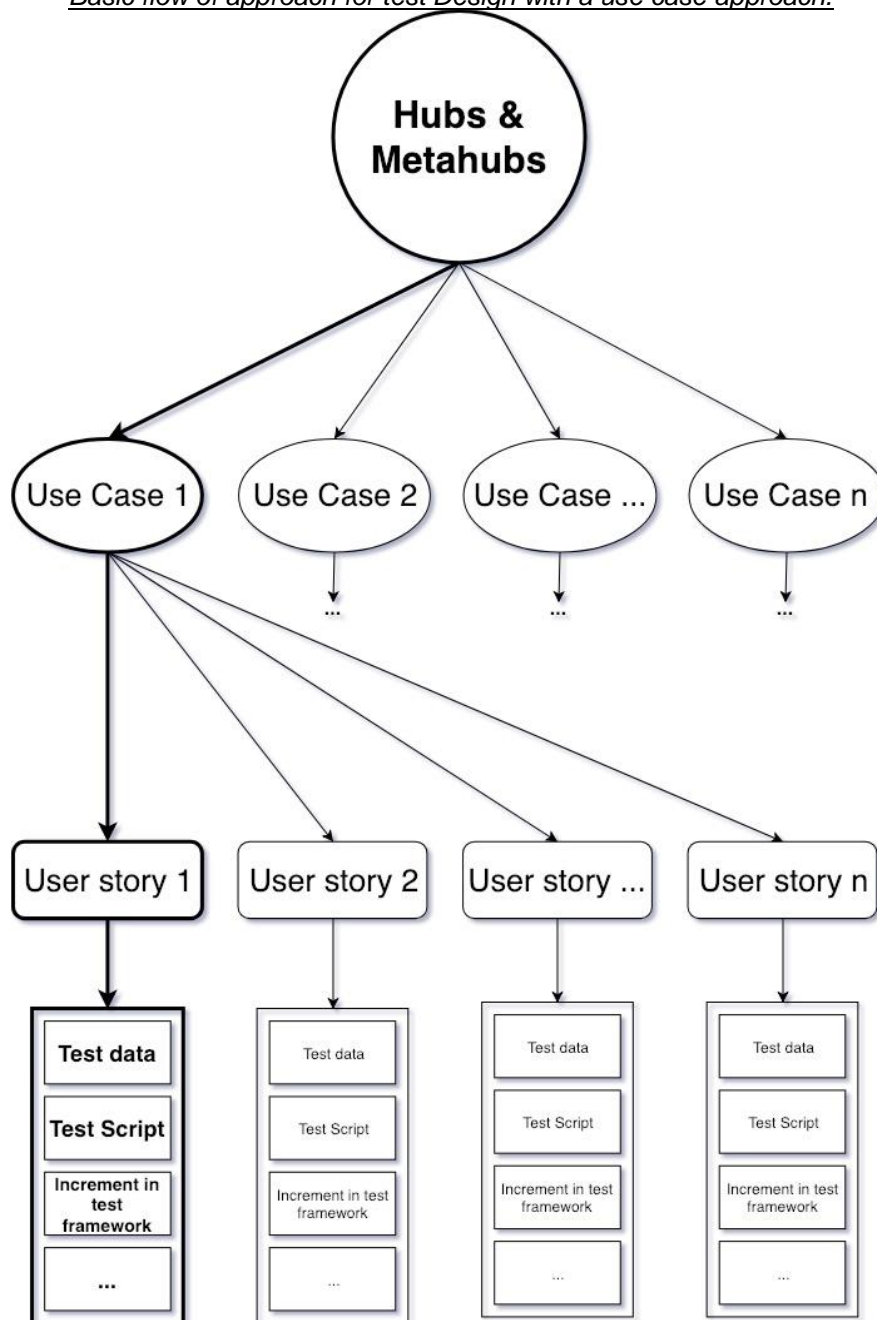 Basic flow of approach for test Design with a use case approach.
Hubs &
Metahubs
Use Case 1
Use Case 2
Use Case ...
Use Case n
...
...
...
User story 1
User story 2
User story ...
User story n
Test data
Test Script
Increment in
test
framework
...
Test data
Test Script
Increment in test
framework
...
Test data
Test Script
Increment in test
framework
...
Test data
Test Script
Increment in test
framework
...